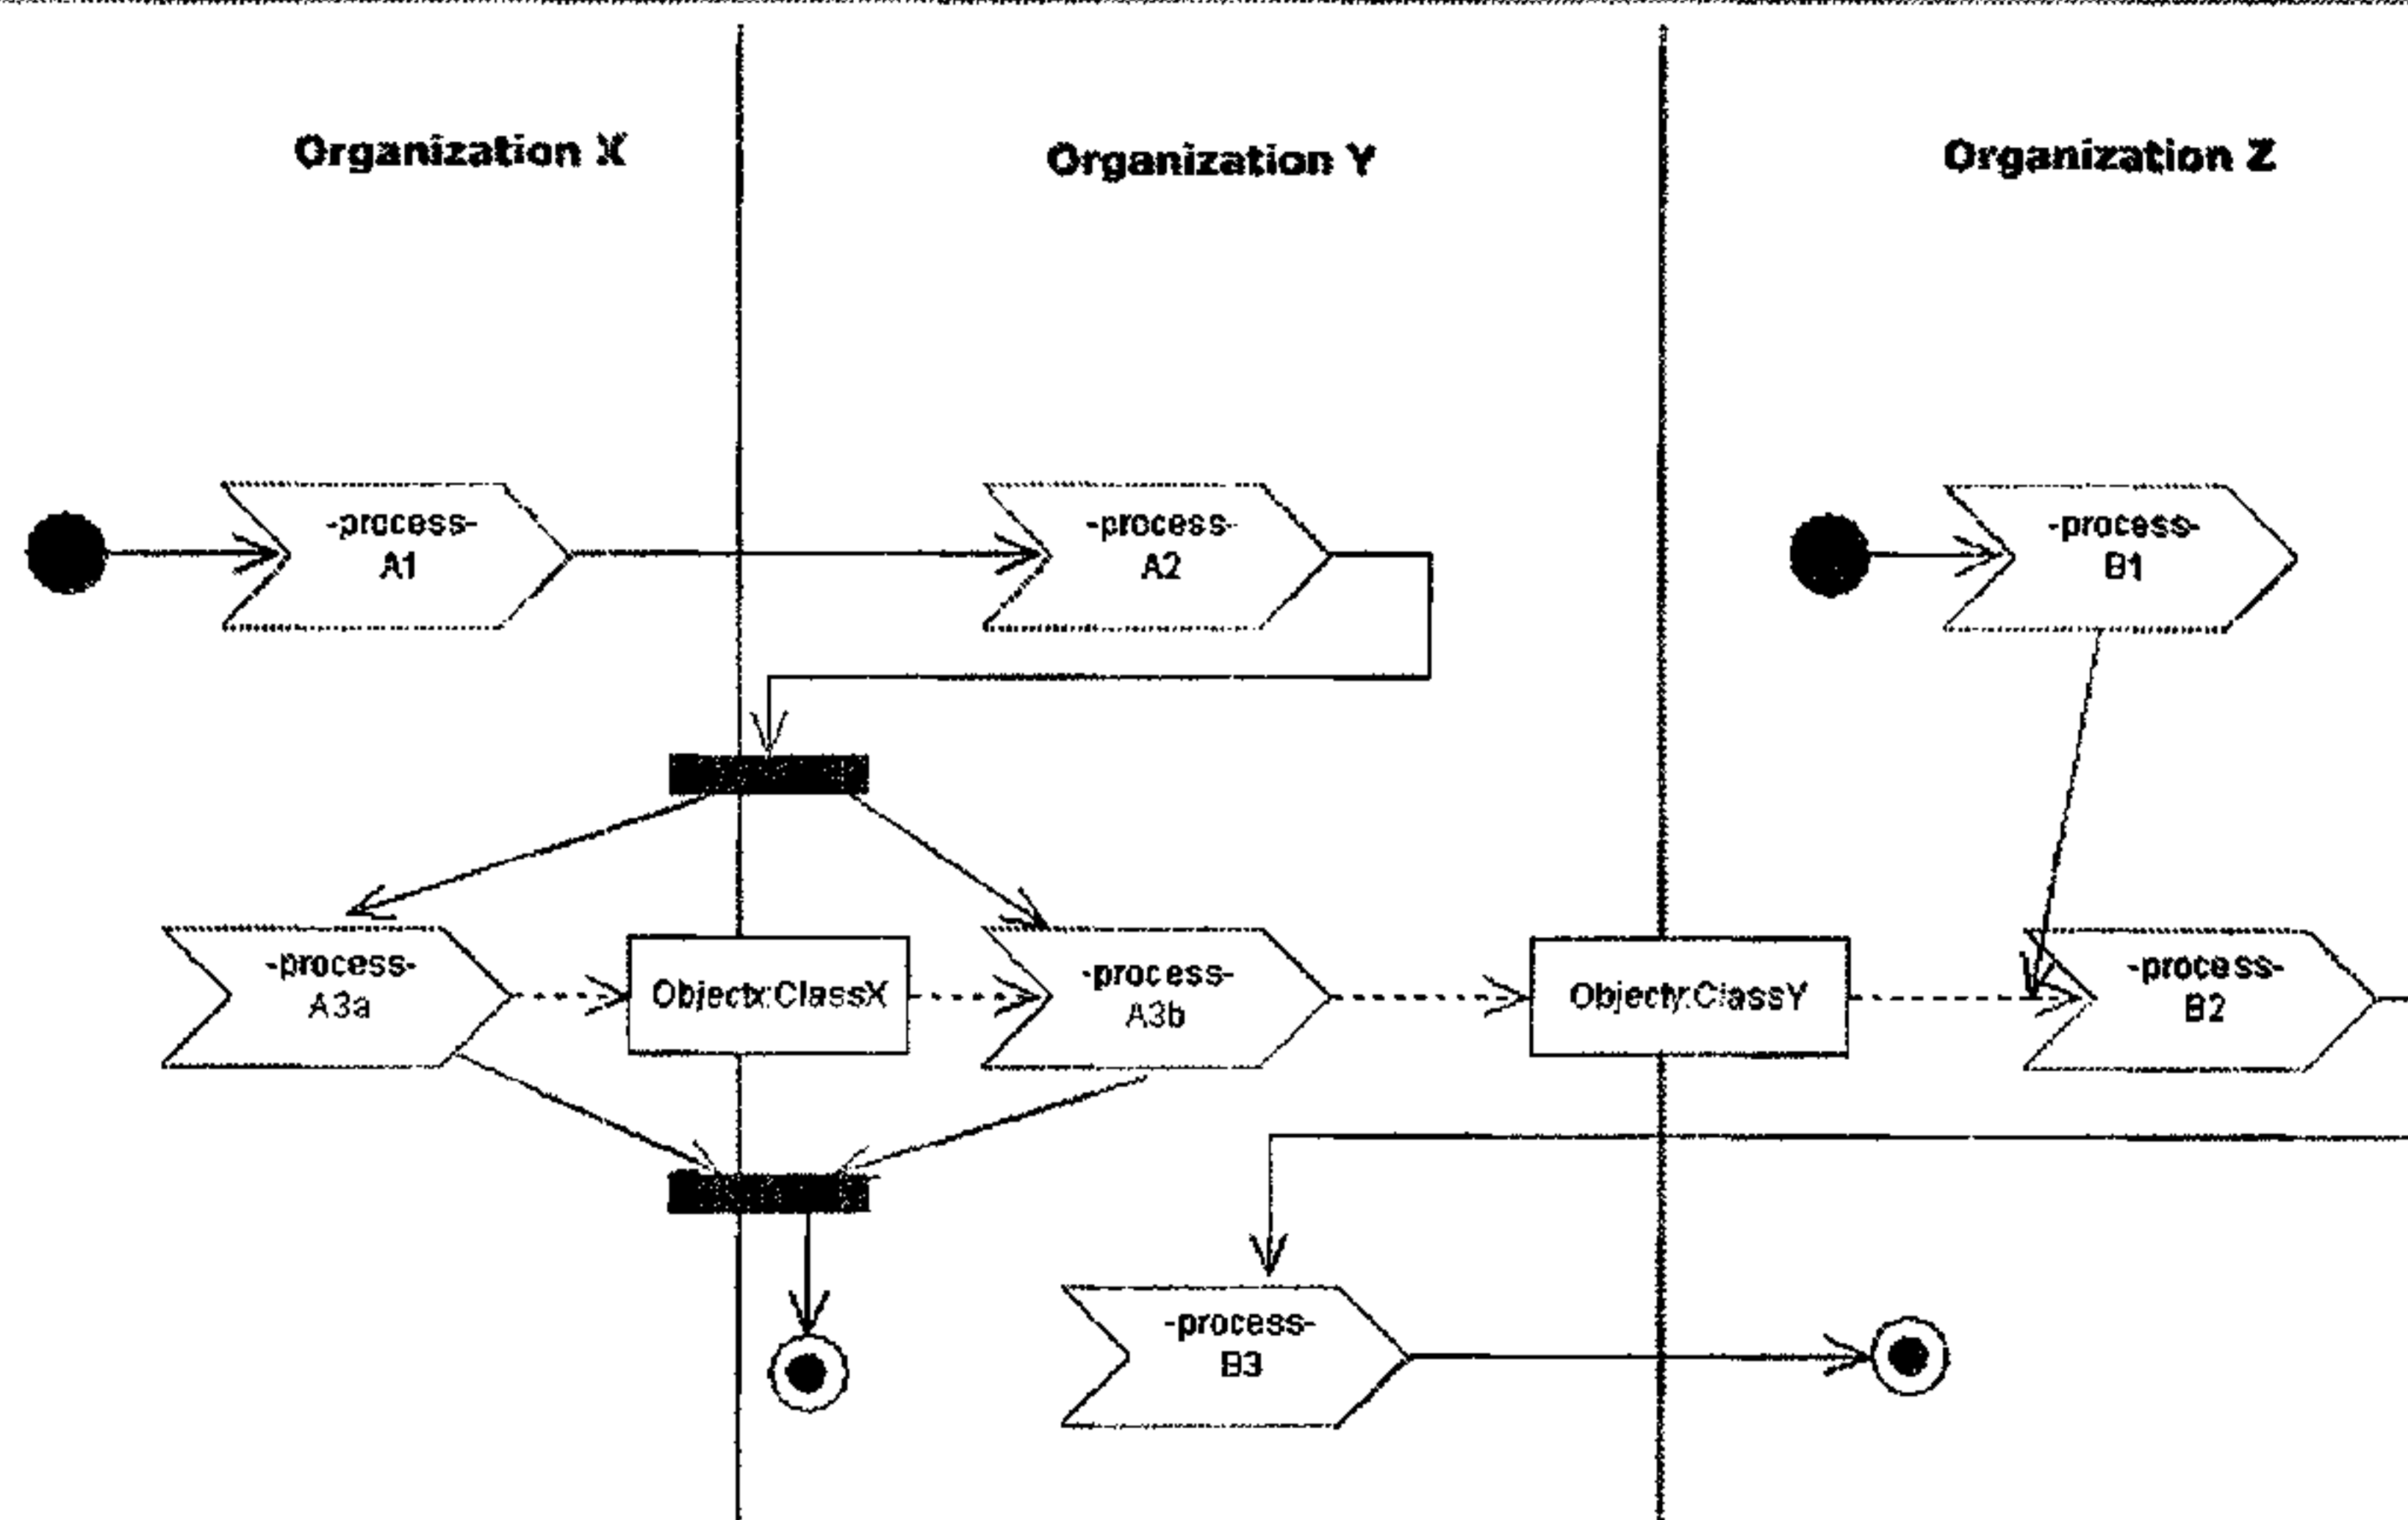 Organization X
Organization Y
Organization Z
-process-
A1
-process-
A2
-process-
B1
-process-
A3a
Objectx:ClassX
-process-
A3b
Objecty:ClassY
-process-
B2
-process-
B3